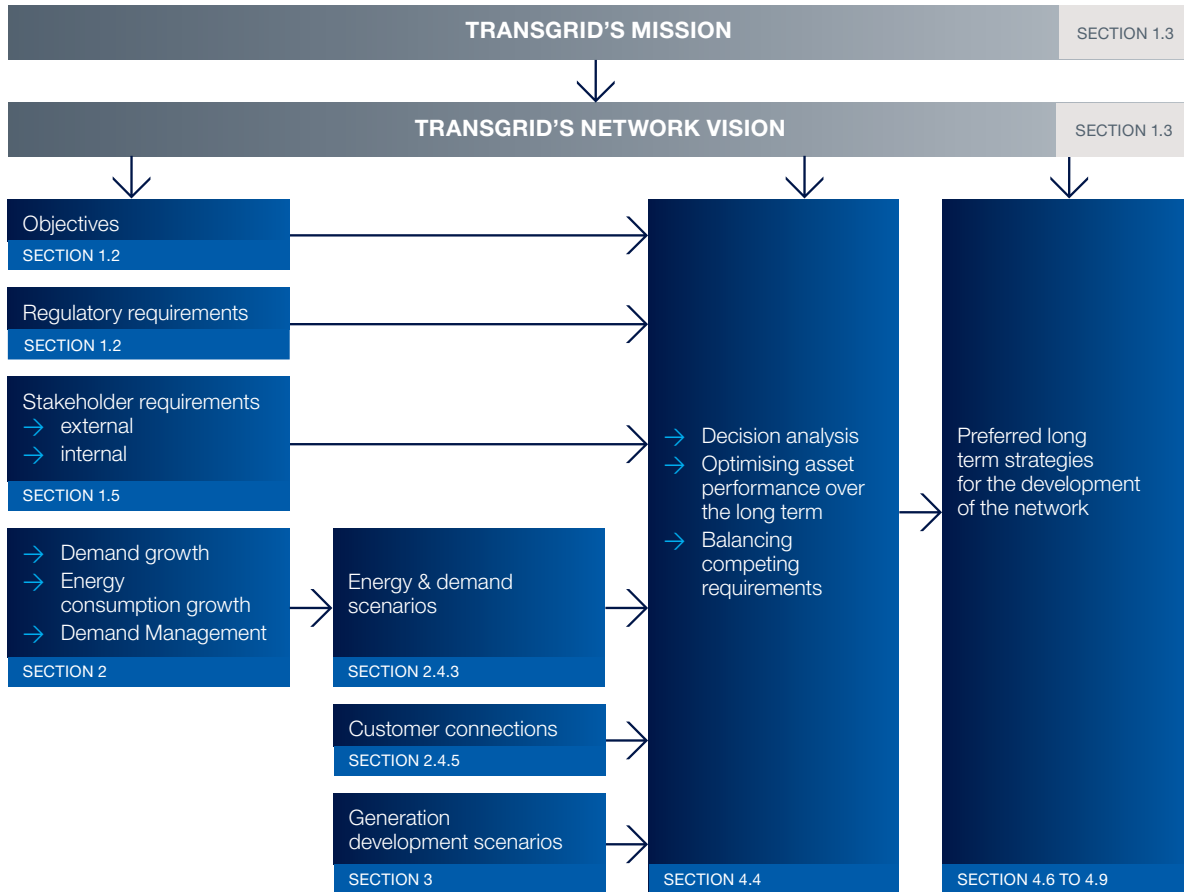 TRANSGRID'S MISSION
SECTION 1.3
TRANSGRID'S NETWORK VISION
SECTION 1.3
Objectives
SECTION 1.2
Regulatory requirements
SECTION 1.2
Stakeholder requirements
→ external
→ internal
SECTION 1.5
→ Demand growth
→ Energy
consumption growth
→ Demand Management
SECTION 2
Energy & demand
scenarios
SECTION 2.4.3
Customer connections
SECTION 2.4.5
Generation
development scenarios
SECTION 3
→ Decision analysis
→ Optimising asset
performance over
the long term
→ Balancing
competing
requirements
SECTION 4.4
Preferred long
term strategies
for the development
of the network
SECTION 4.6 TO 4.9